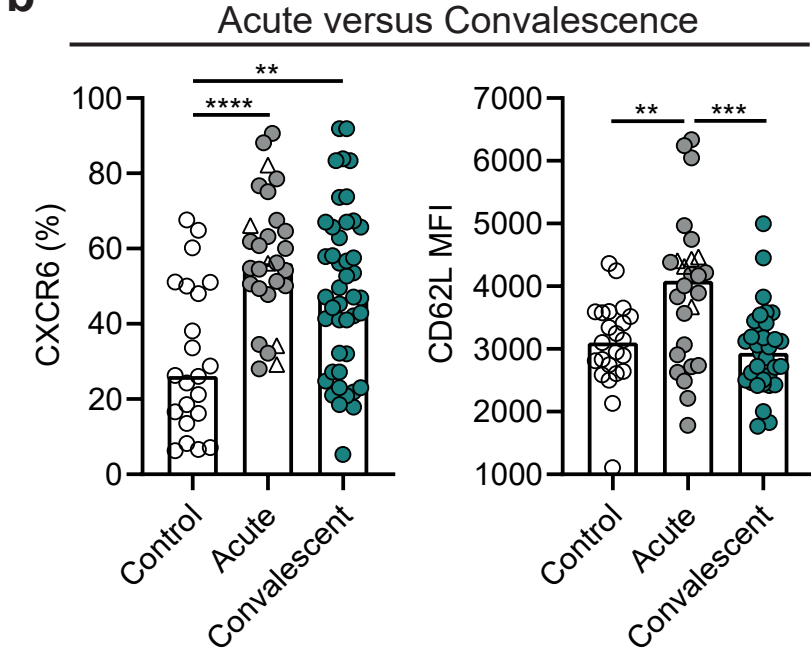 b
Acute versus Convalescence
**
****
100
80
60
40
20
0
CXCR6 (%)
Control
Acute
Convalescent
**
***
7000
6000
5000
4000
3000
2000
1000
CD62L MFI
Control
Acute
Convalescent